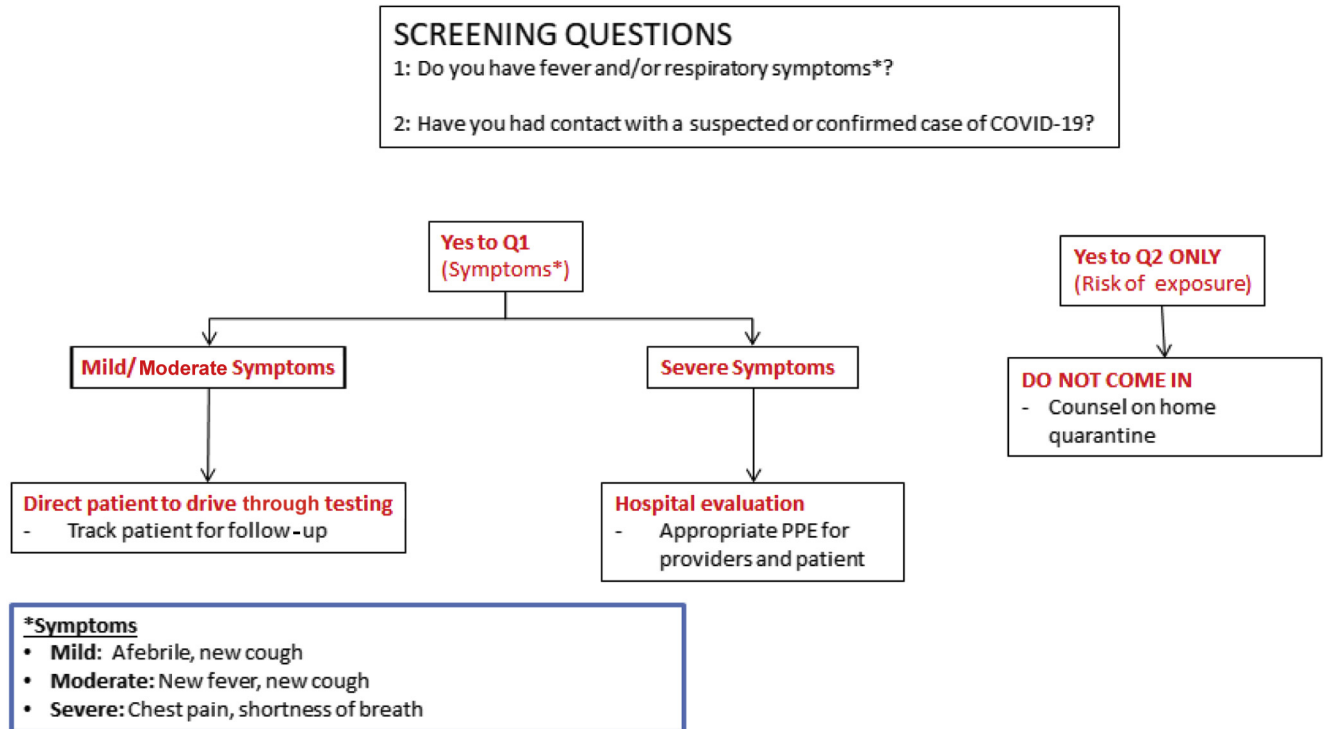 SCREENING QUESTIONS
1: Do you have fever and/or respiratory symptoms*?
2: Have you had contact with a suspected or confirmed case of COVID-19?
Yes to Q1
(Symptoms*)
Yes to Q2 ONLY
(Risk of exposure)
Mild/Moderate Symptoms
Severe Symptoms
DO NOT COME IN
- Counsel on home
quarantine
Direct patient to drive through testing
- Track patient for follow-up
Hospital evaluation
- Appropriate PPE for
providers and patient
*Symptoms
• Mild: Afebrile, new cough
• Moderate: New fever, new cough
• Severe: Chest pain, shortness of breath